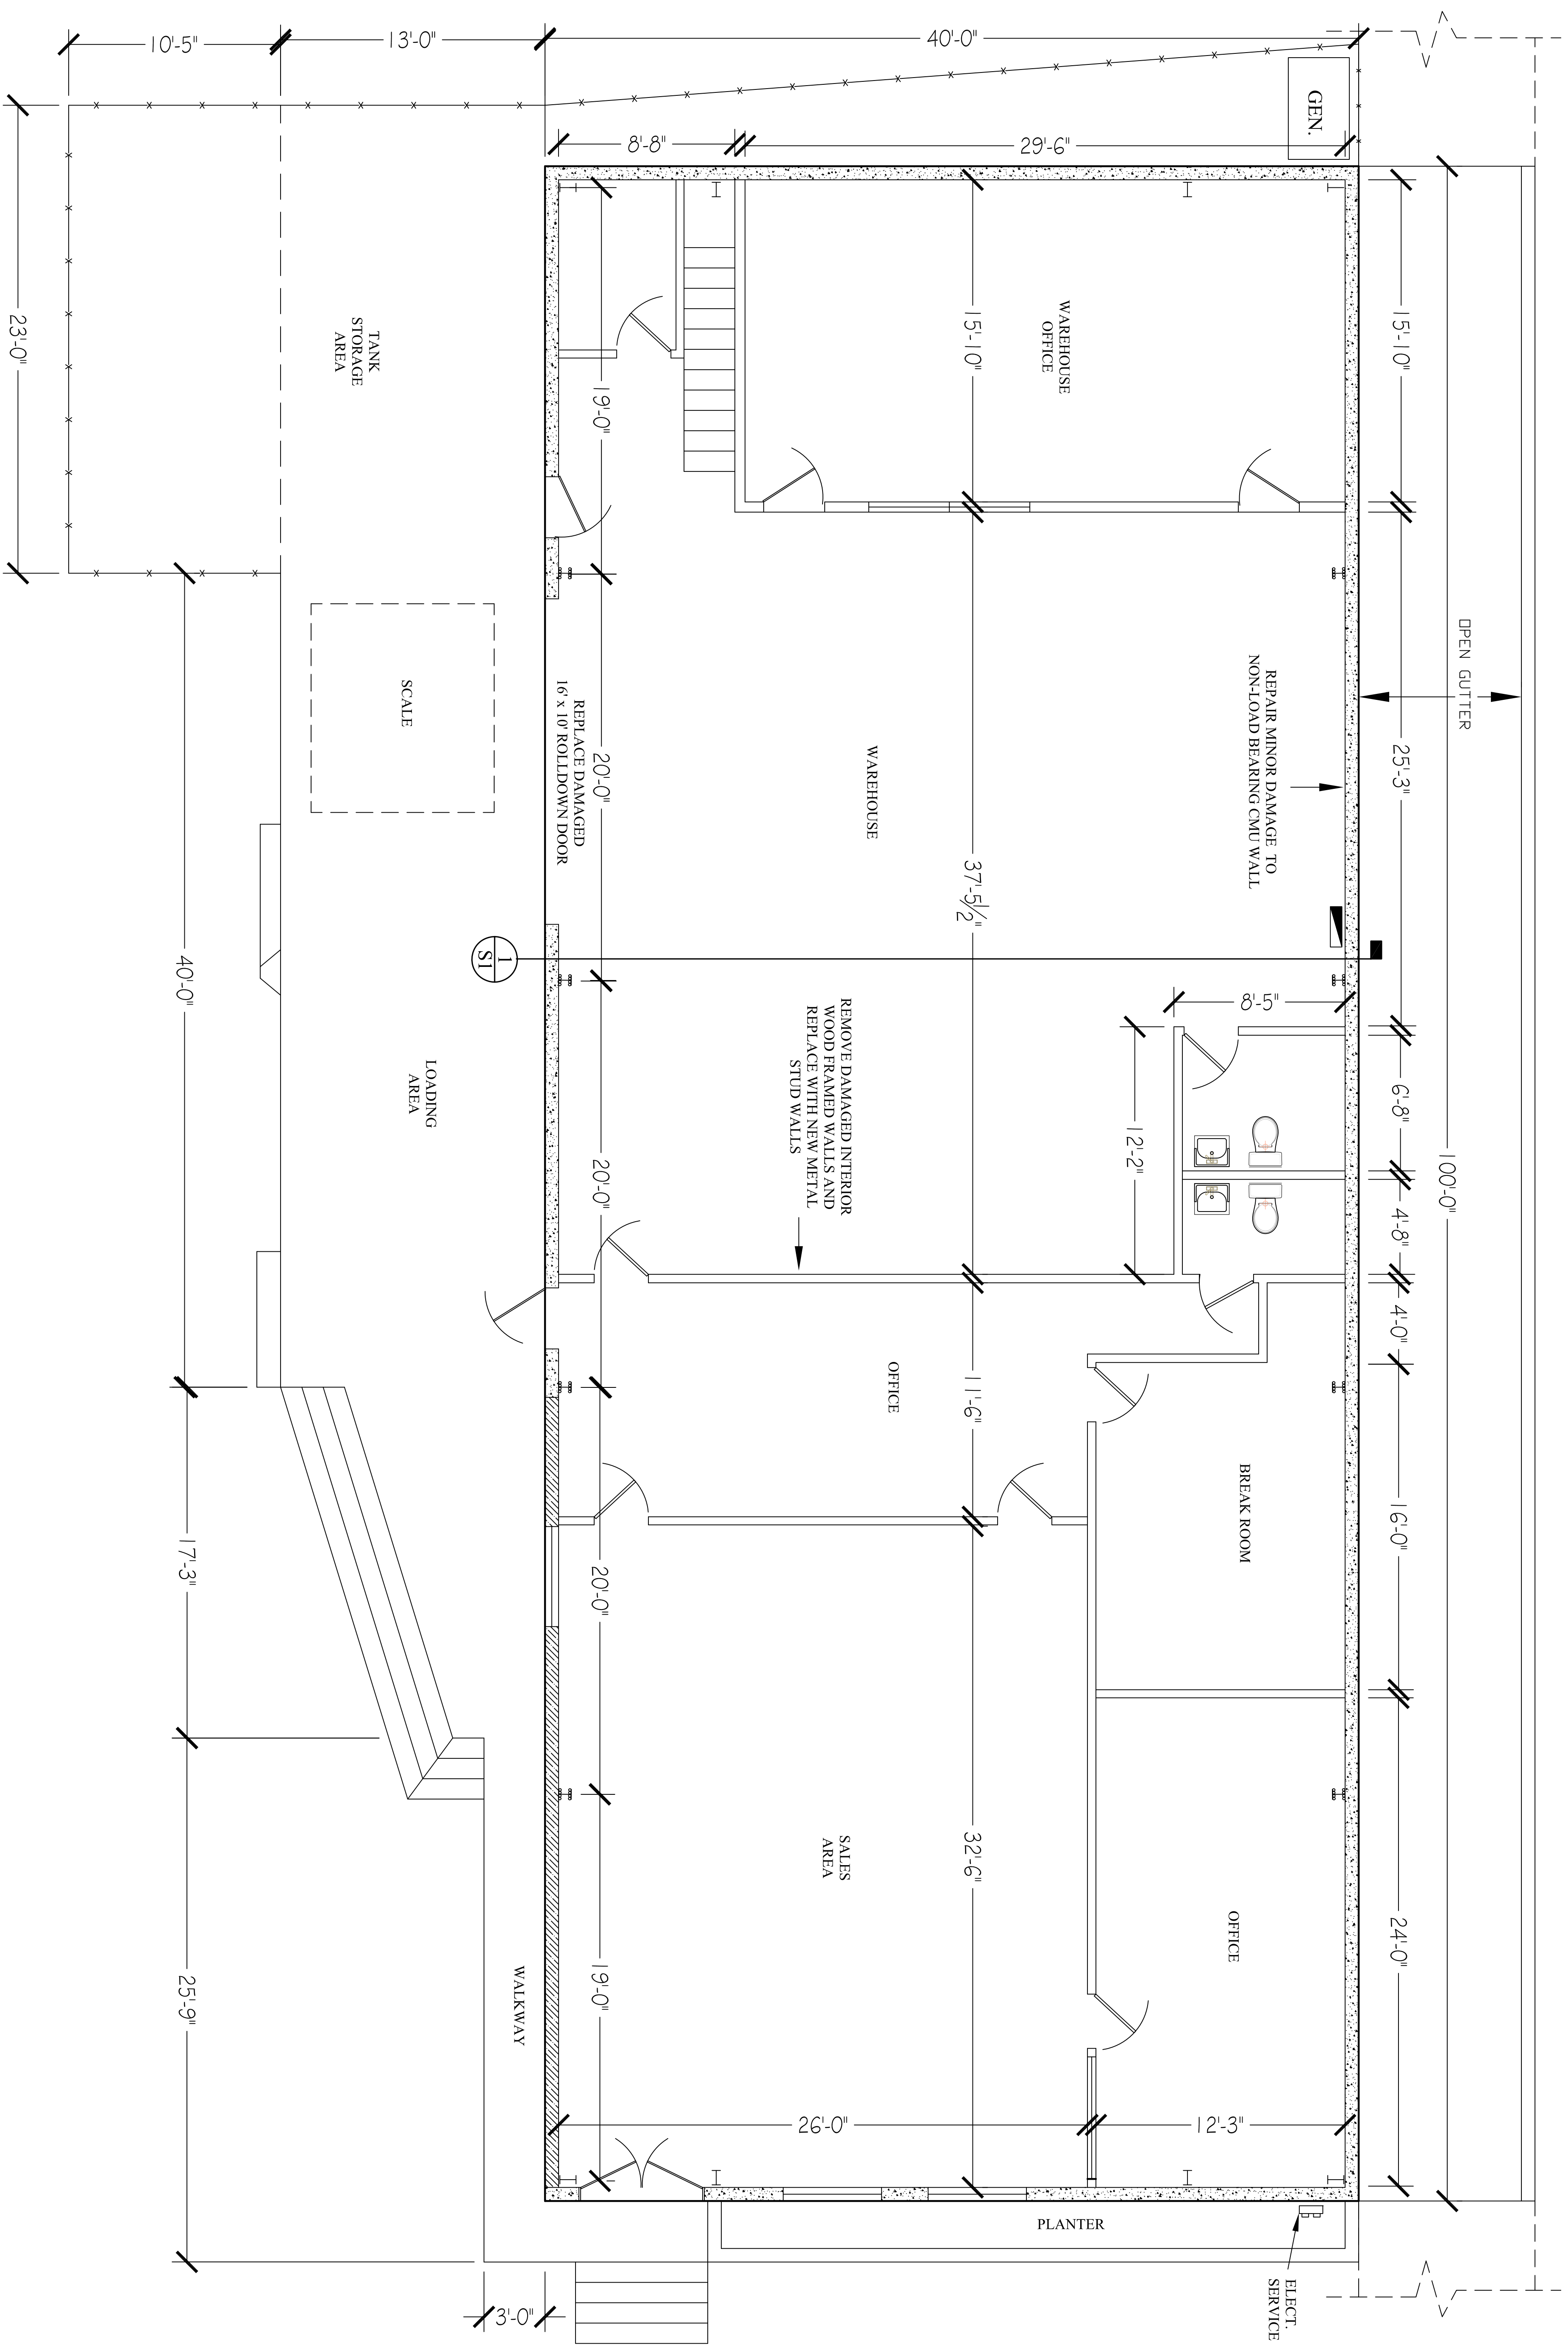 10'-5"
13'-0"
40'-0"
GEN.
8'-8"
29'-6"
23'-0"
TANK
STORAGE
AREA
19'-0"
15'-10"
WAREHOUSE
OFFICE
15'-10"
OPEN GUTTER
SCALE
REPLACE DAMAGED
16' x 10' ROLLDOWN DOOR
20'-0"
WAREHOUSE
REPAIR MINOR DAMAGE TO
NON-LOAD BEARING CMU WALL
25'-3"
37'-5 1/2"
40'-0"
1
S1
8'-5"
LOADING
AREA
20'-0"
REMOVE DAMAGED INTERIOR
WOOD FRAMED WALLS AND
REPLACE WITH NEW METAL
STUD WALLS
12'-2"
6'-8"
4'-8"
100'-0"
4'-0"
OFFICE
11'-6"
17'-3"
20'-0"
BREAK ROOM
16'-0"
SALES
AREA
32'-6"
OFFICE
24'-0"
25'-9"
WALKWAY
19'-0"
26'-0"
12'-3"
PLANTER
3'-0"
ELECT.
SERVICE